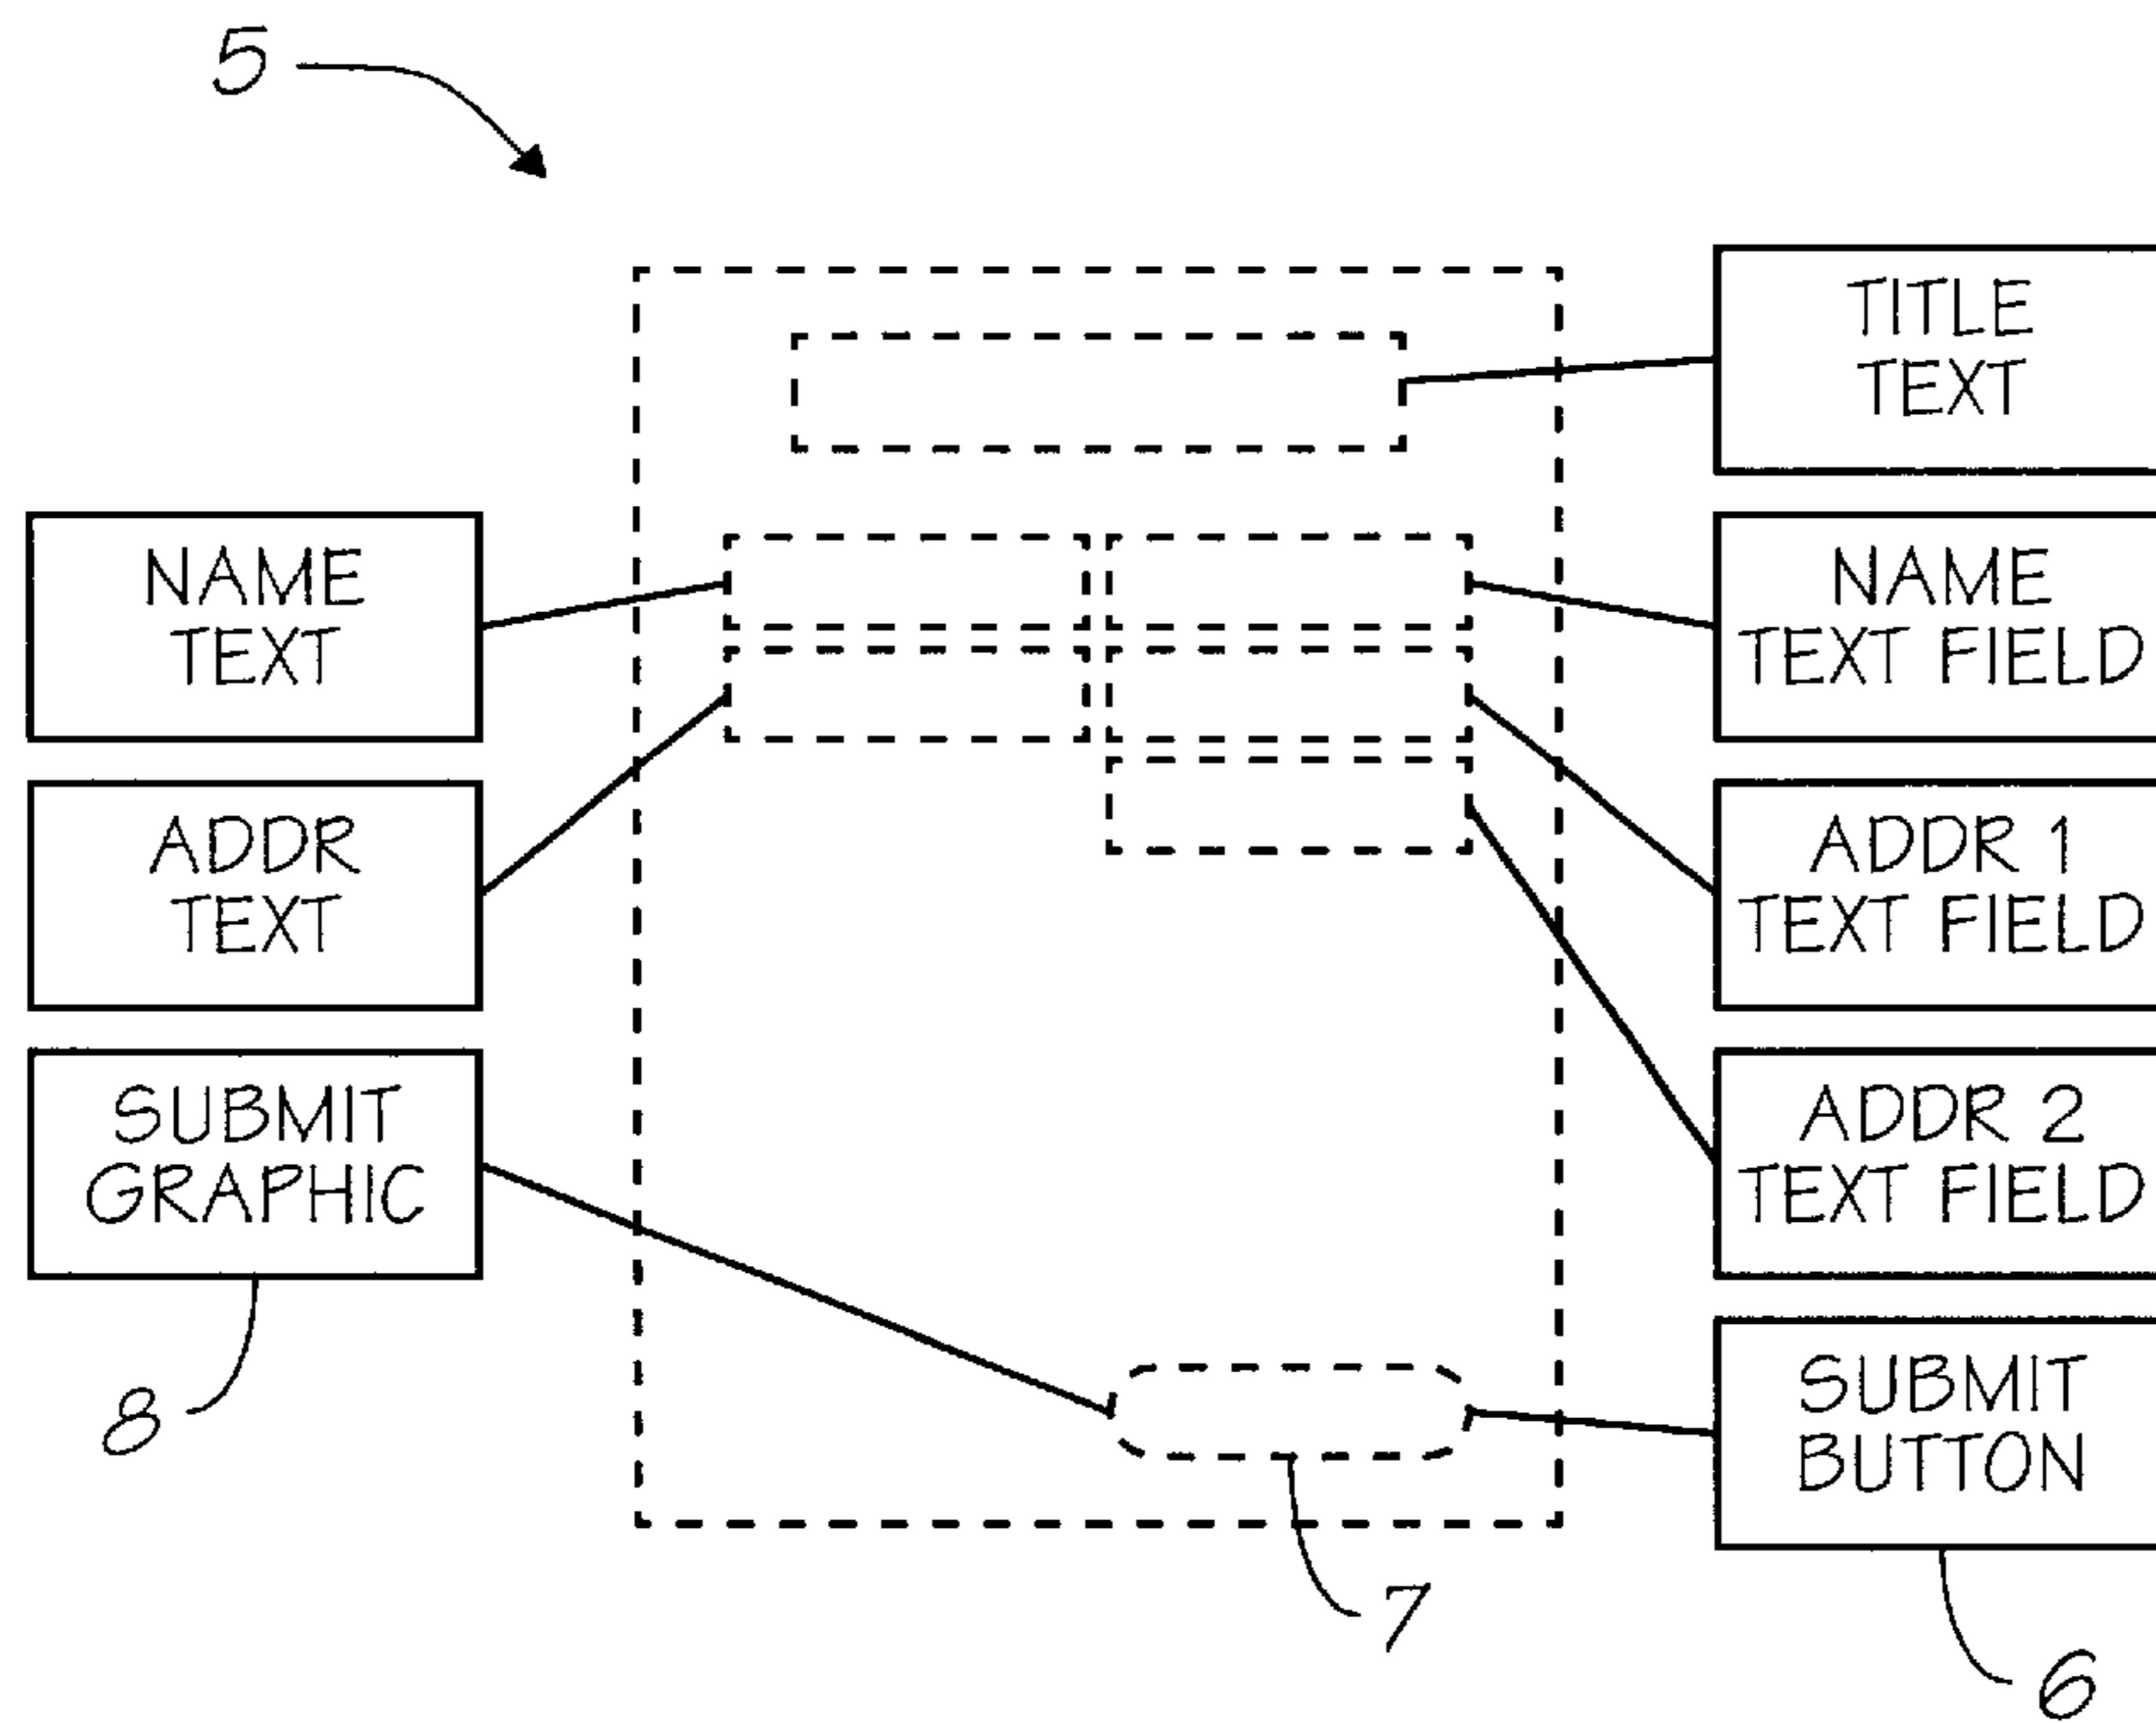 5
TITLE
TEXT
NAME
TEXT
NAME
TEXT FIELD
ADDR
TEXT
ADDR 1
TEXT FIELD
SUBMIT
GRAPHIC
ADDR 2
TEXT FIELD
8
SUBMIT
BUTTON
7
6